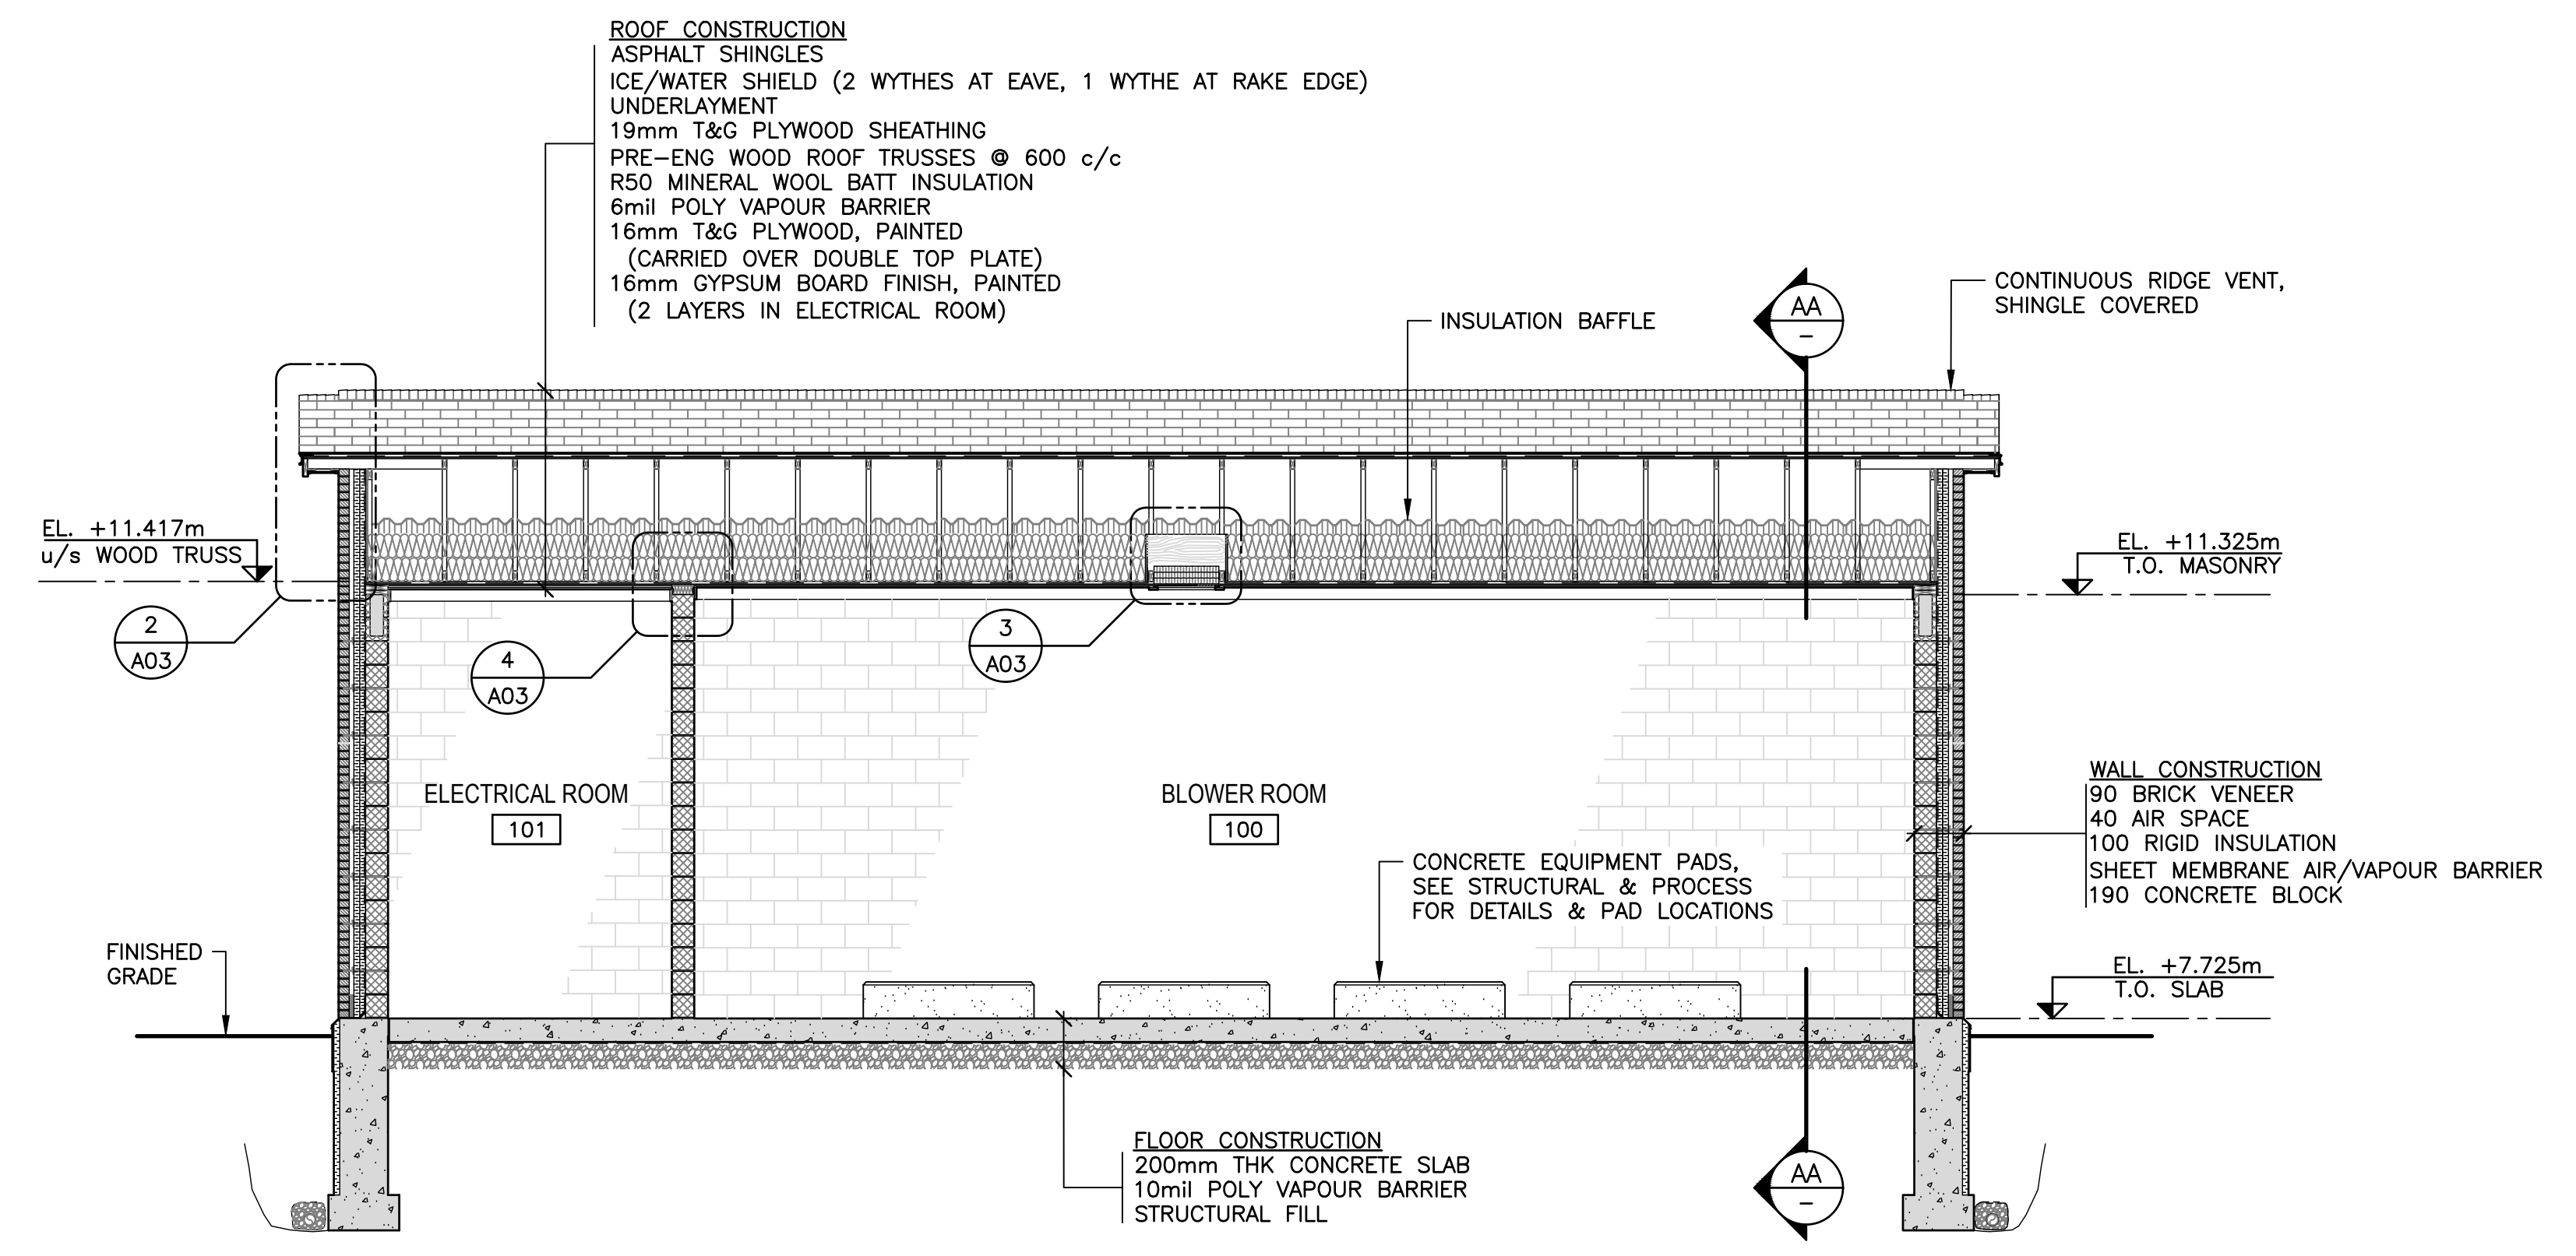 ROOF CONSTRUCTION
ASPHALT SHINGLES
ICE/WATER SHIELD (2 WYTHES AT EAVE, 1 WYTHE AT RAKE EDGE)
UNDERLAYMENT
19mm T&G PLYWOOD SHEATHING
PRE-ENG WOOD ROOF TRUSSES @ 600 c/c
R50 MINERAL WOOL BATT INSULATION
6mil POLY VAPOUR BARRIER
16mm T&G PLYWOOD, PAINTED
(CARRIED OVER DOUBLE TOP PLATE)
16mm GYPSUM BOARD FINISH, PAINTED
(2 LAYERS IN ELECTRICAL ROOM)
INSULATION BAFFLE
AA
–
CONTINUOUS RIDGE VENT,
SHINGLE COVERED
EL. +11.417m
u/s WOOD TRUSS
EL. +11.325m
T.O. MASONRY
2
A03
4
A03
3
A03
ELECTRICAL ROOM
101
BLOWER ROOM
100
WALL CONSTRUCTION
90 BRICK VENEER
40 AIR SPACE
100 RIGID INSULATION
SHEET MEMBRANE AIR/VAPOUR BARRIER
190 CONCRETE BLOCK
CONCRETE EQUIPMENT PADS,
SEE STRUCTURAL & PROCESS
FOR DETAILS & PAD LOCATIONS
FINISHED
GRADE
EL. +7.725m
T.O. SLAB
FLOOR CONSTRUCTION
200mm THK CONCRETE SLAB
10mil POLY VAPOUR BARRIER
STRUCTURAL FILL
AA
–